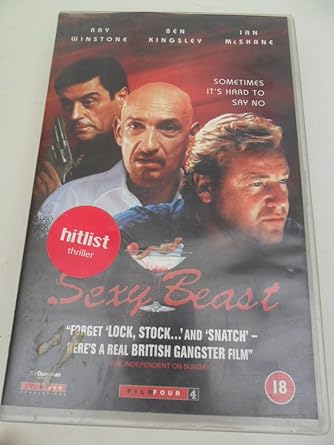 RAY
WINSTONE
BEN
KINGSLEY
IAN
McSHANE
SOMETIMES
IT'S HARD TO
SAY NO
hitlist
thriller
Sexy Beast
"FORGET 'LOCK, STOCK...' AND 'SNATCH' –
HERE'S A REAL BRITISH GANGSTER FILM"
THE INDEPENDENT ON SUNDAY
FILMFOUR 4
18